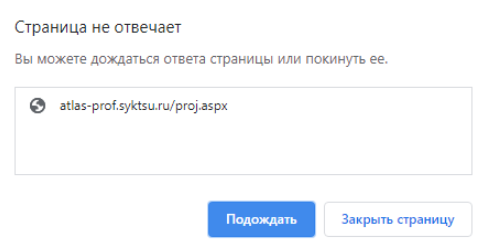 Страница не отвечает
Вы можете дождаться ответа страницы или покинуть ее.
atlas-prof.syktsu.ru/proj.aspx
Подождать
Закрыть страницу